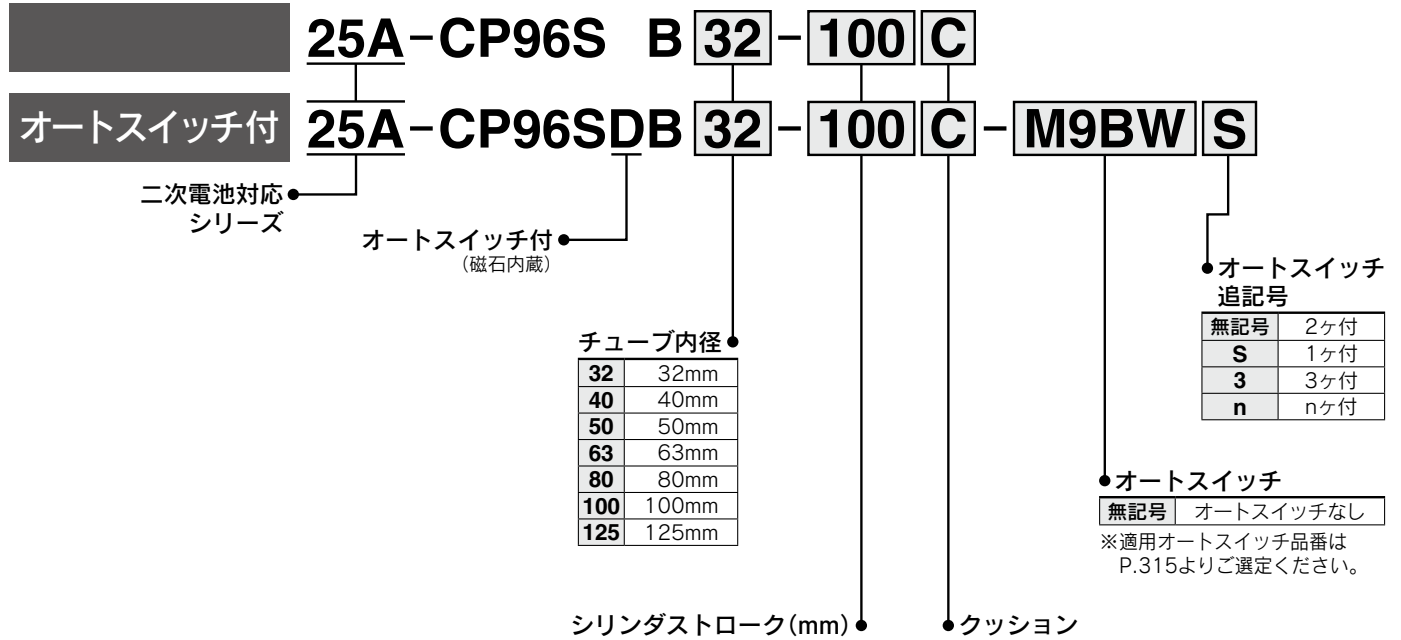 25A-CP96S B 32-100 C
オートスイッチ付 25A-CP96SDB 32-100 C-M9BW S
二次電池対応
シリーズ
オートスイッチ付
(磁石内蔵)
チューブ内径
32 32mm
40 40mm
50 50mm
63 63mm
80 80mm
100 100mm
125 125mm
オートスイッチ
追記号
無記号 2ヶ付
S 1ヶ付
3 3ヶ付
n nヶ付
オートスイッチ
無記号 オートスイッチなし
※適用オートスイッチ品番は
P.315よりご選定ください。
シリンダストローク(mm)
クッション